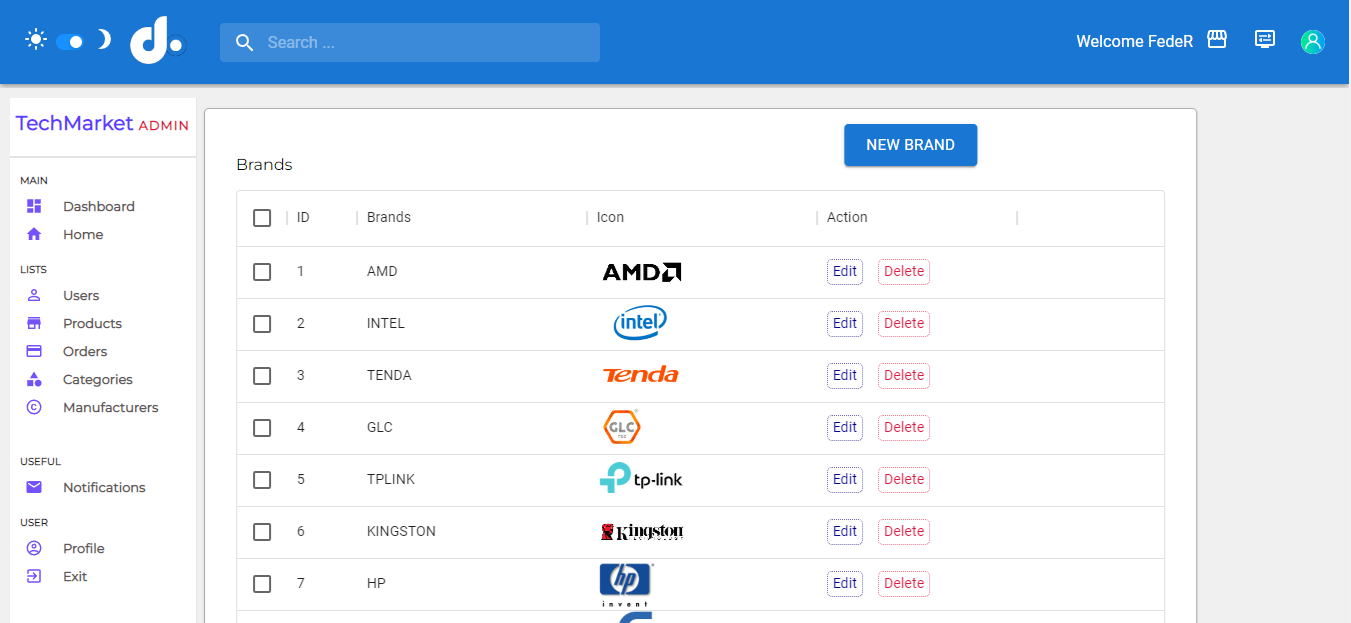 d.
Search ...
Welcome FedeR
TechMarket ADMIN
MAIN
Dashboard
Home
LISTS
Users
Products
Orders
Categories
Manufacturers
USEFUL
Notifications
USER
Profile
Exit
NEW BRAND
Brands
ID Brands Icon Action
1 AMD AMD Edit Delete
2 INTEL intel Edit Delete
3 TENDA Tenda Edit Delete
4 GLC GLC Edit Delete
5 TPLINK tp-link Edit Delete
6 KINGSTON Kingston Edit Delete
7 HP hp invent Edit Delete